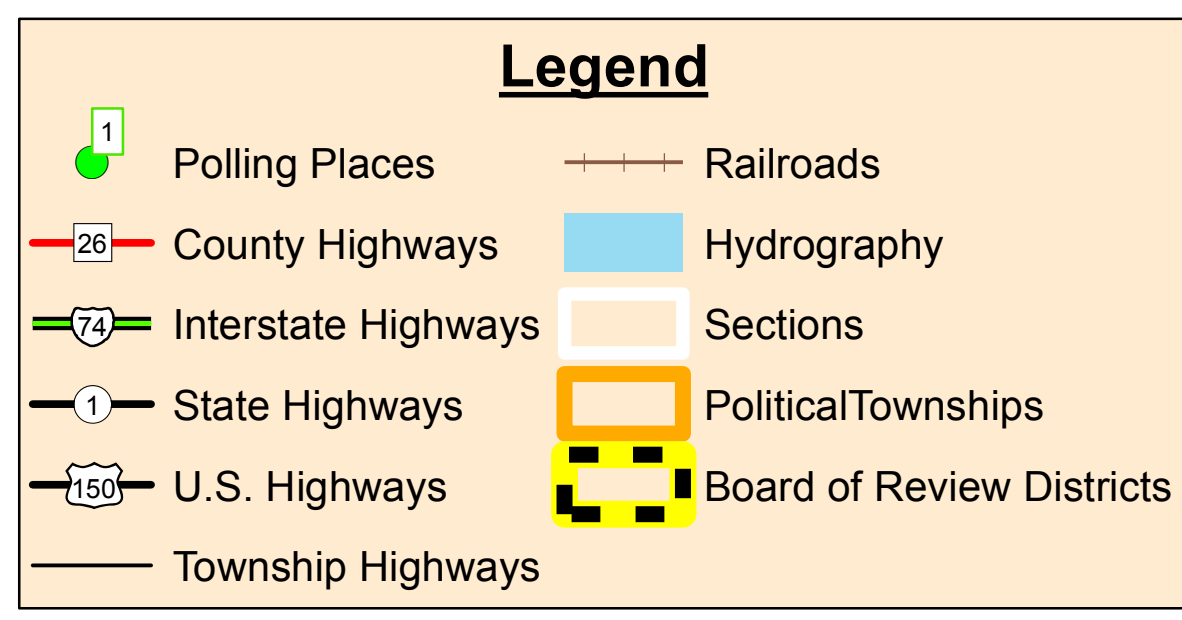 Legend
1
Polling Places
26
County Highways
74
Interstate Highways
1
State Highways
150
U.S. Highways
Township Highways
Railroads
Hydrography
Sections
PoliticalTownships
Board of Review Districts